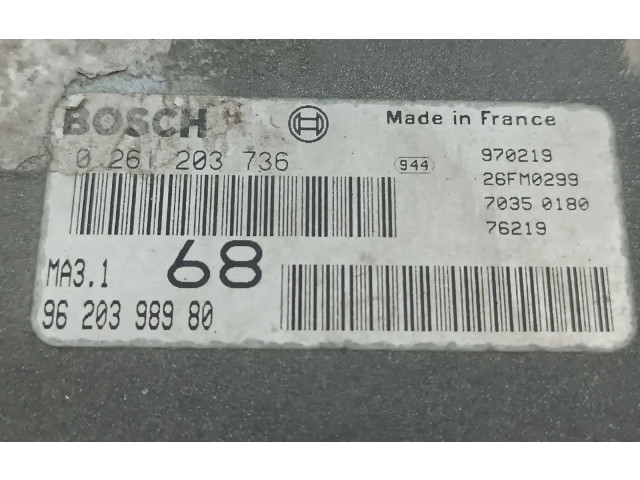 BOSCH
Made in France
0 261 203 736
944
970219
26FM0299
7035 0180
76219
MA3.1
68
96 203 989 80